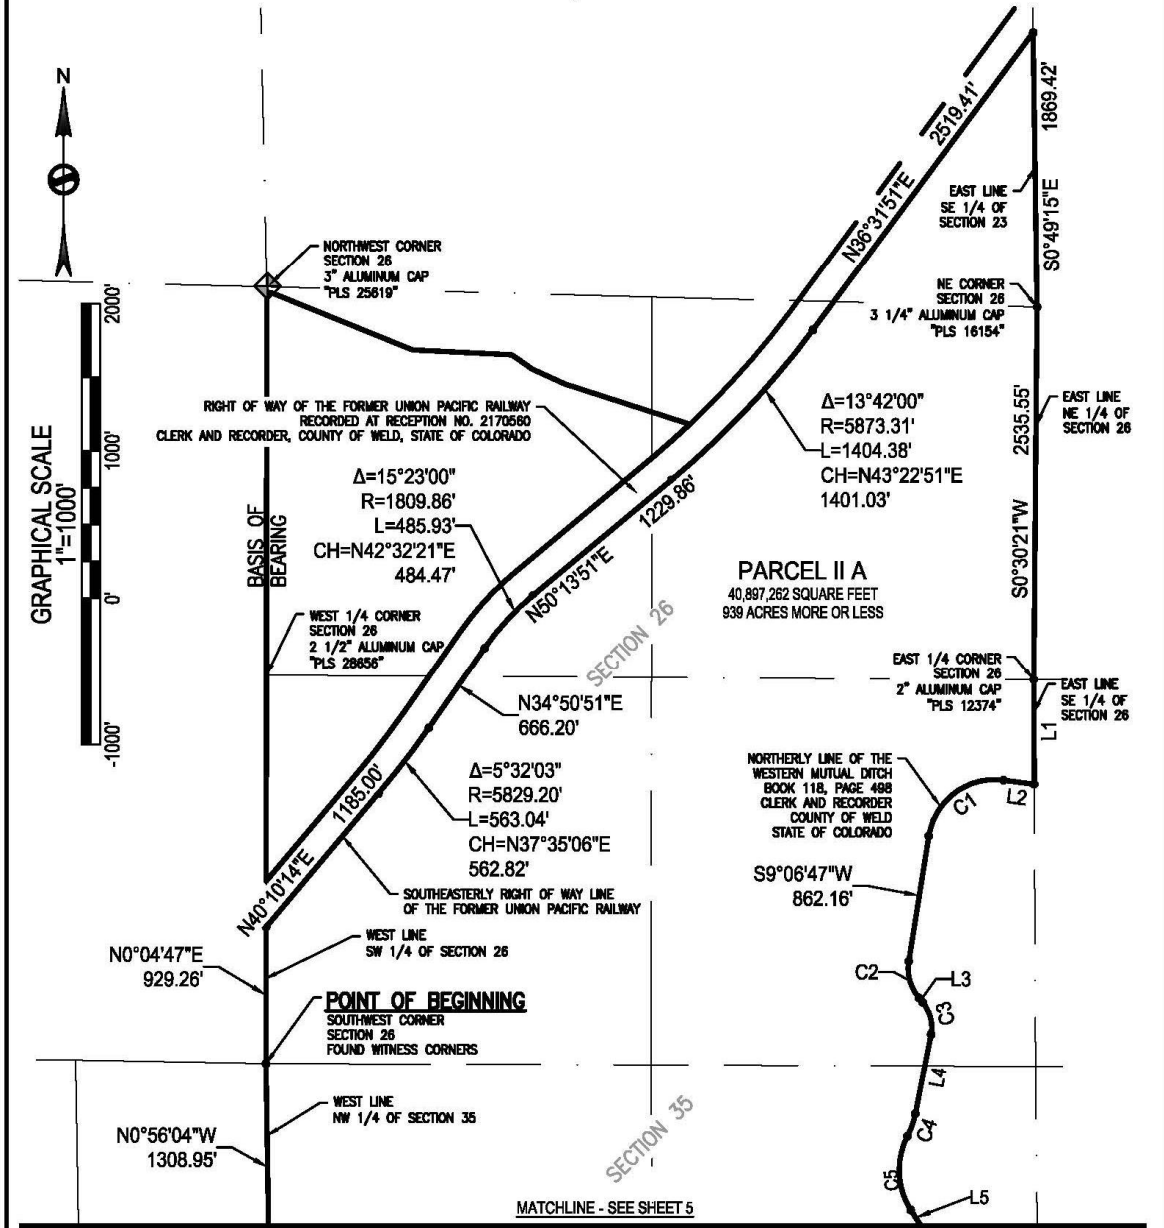 N
1869.42'
2519.41'
N36°31'51"E
EAST LINE
SE 1/4 OF
SECTION 23
S0°49'15"E
NORTHWEST CORNER
SECTION 26
3" ALUMINUM CAP
"PLS 25619"
NE CORNER
SECTION 26
3 1/4" ALUMINUM CAP
"PLS 16154"
GRAPHICAL SCALE
1"=1000'
2000'
1000'
0'
-1000'
RIGHT OF WAY OF THE FORMER UNION PACIFIC RAILWAY
RECORDED AT RECEPTION NO. 2170560
CLERK AND RECORDER, COUNTY OF WELD, STATE OF COLORADO
Δ=13°42'00"
R=5873.31'
L=1404.38'
CH=N43°22'51"E
1401.03'
2535.55'
EAST LINE
NE 1/4 OF
SECTION 26
Δ=15°23'00"
R=1809.86'
L=485.93'
CH=N42°32'21"E
484.47'
1229.86'
N50°13'51"E
BASIS OF
BEARING
S0°30'21"W
PARCEL II A
40,897,262 SQUARE FEET
939 ACRES MORE OR LESS
WEST 1/4 CORNER
SECTION 26
2 1/2" ALUMINUM CAP
"PLS 28656"
SECTION 26
EAST 1/4 CORNER
SECTION 26
2" ALUMINUM CAP
"PLS 12374"
EAST LINE
SE 1/4 OF
SECTION 26
L1
N34°50'51"E
666.20'
NORTHERLY LINE OF THE
WESTERN MUTUAL DITCH
BOOK 118, PAGE 498
CLERK AND RECORDER
COUNTY OF WELD
STATE OF COLORADO
C1
L2
Δ=5°32'03"
R=5829.20'
L=563.04'
CH=N37°35'06"E
562.82'
1185.00'
N40°10'14"E
S9°06'47"W
862.16'
SOUTHEASTERLY RIGHT OF WAY LINE
OF THE FORMER UNION PACIFIC RAILWAY
WEST LINE
SW 1/4 OF SECTION 26
N0°04'47"E
929.26'
C2
L3
C3
POINT OF BEGINNING
SOUTHWEST CORNER
SECTION 26
FOUND WITNESS CORNERS
L4
WEST LINE
NW 1/4 OF SECTION 35
N0°56'04"W
1308.95'
SECTION 35
C4
C5
L5
MATCHLINE - SEE SHEET 5